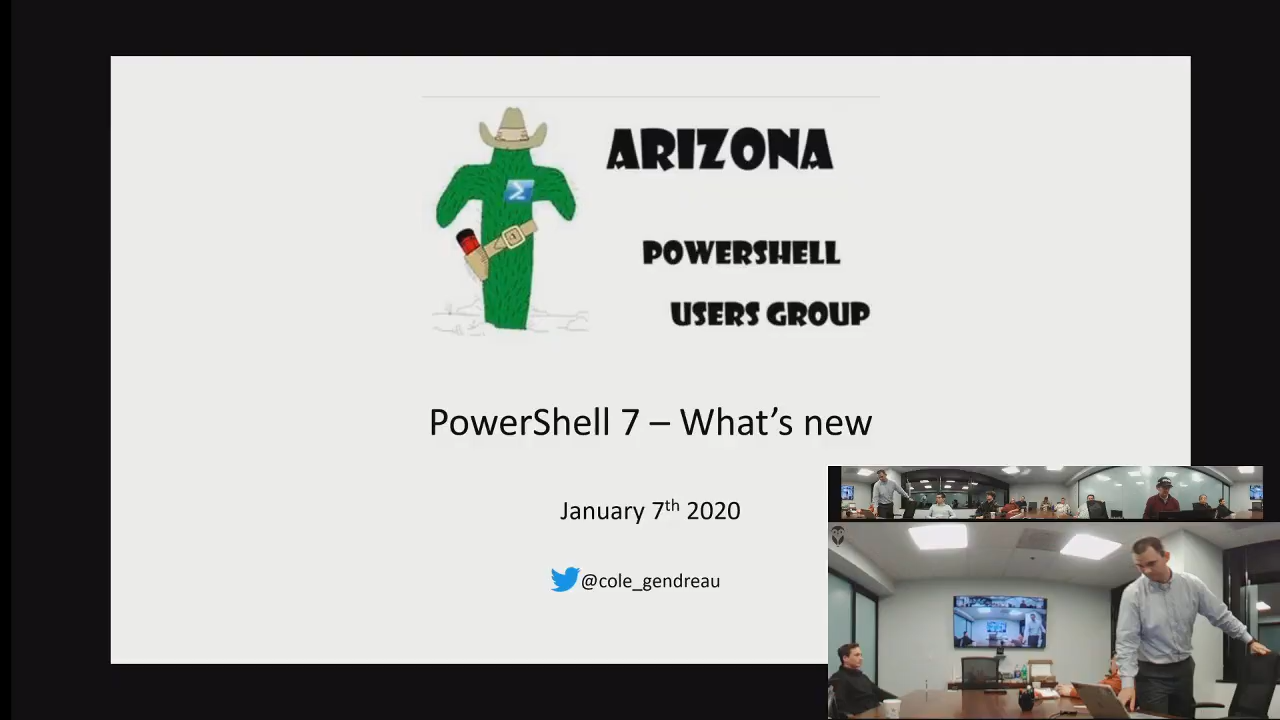 ARIZONA
POWERSHELL
USERS GROUP
PowerShell 7 – What's new
January 7th 2020
@cole_gendreau